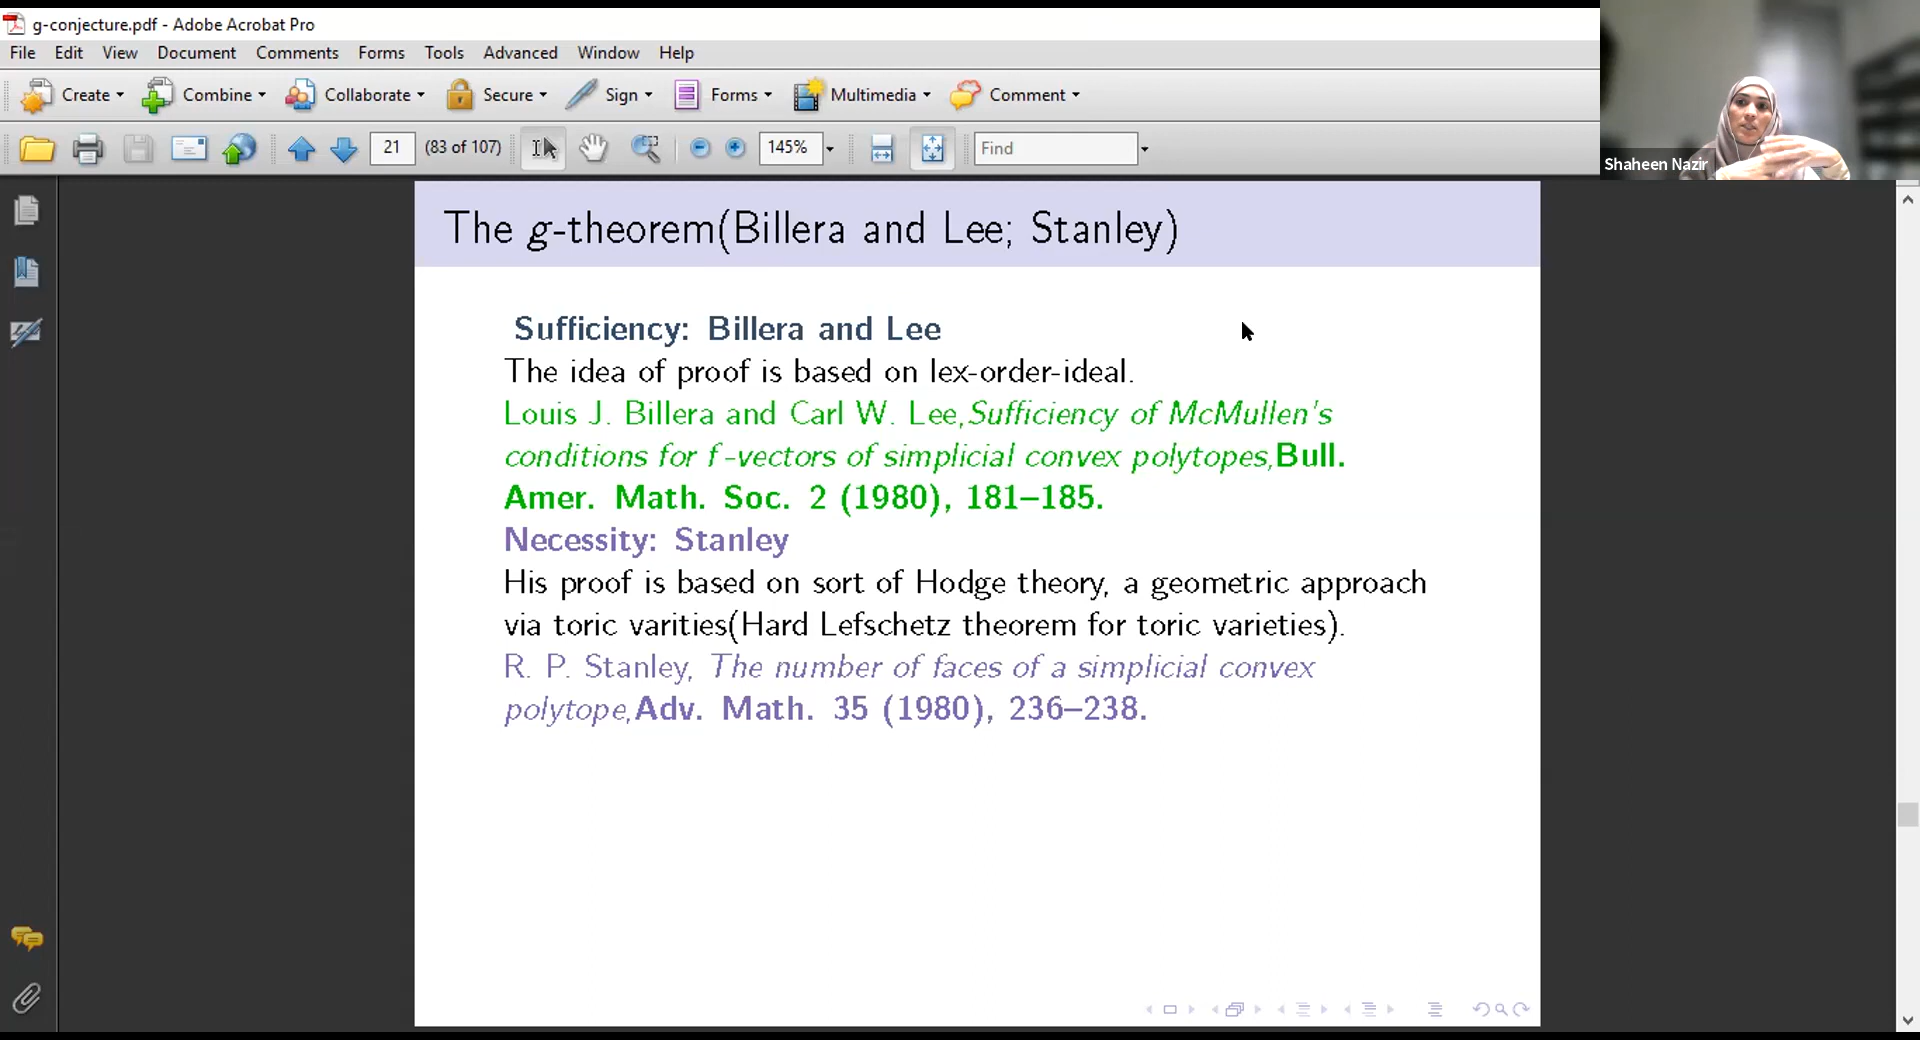 g-conjecture.pdf - Adobe Acrobat Pro
File Edit View Document Comments Forms Tools Advanced Window Help
Create Combine Collaborate Secure Sign Forms Multimedia Comment
21 (83 of 107) 145% Find
Shaheen Nazir
The g-theorem(Billera and Lee; Stanley)
Sufficiency: Billera and Lee
The idea of proof is based on lex-order-ideal.
Louis J. Billera and Carl W. Lee,Sufficiency of McMullen's
conditions for f-vectors of simplicial convex polytopes,Bull.
Amer. Math. Soc. 2 (1980), 181–185.
Necessity: Stanley
His proof is based on sort of Hodge theory, a geometric approach
via toric varities(Hard Lefschetz theorem for toric varieties).
R. P. Stanley, The number of faces of a simplicial convex
polytope,Adv. Math. 35 (1980), 236–238.